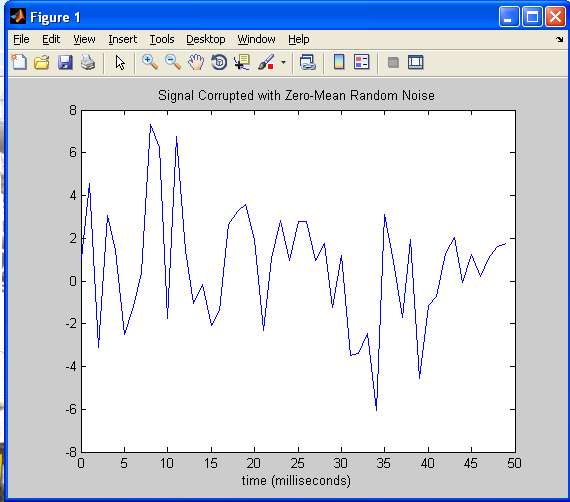 Figure 1
File Edit View Insert Tools Desktop Window Help
Signal Corrupted with Zero-Mean Random Noise
8
6
4
2
0
-2
-4
-6
-8
0 5 10 15 20 25 30 35 40 45 50
time (milliseconds)